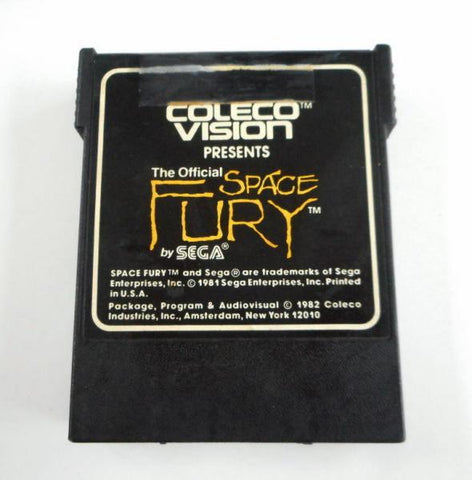 COLECO™
VISION
PRESENTS
The Official SPACE
FURY™
by SEGA®
SPACE FURY™ and Sega® are trademarks of Sega
Enterprises, Inc. © 1981 Sega Enterprises, Inc. Printed
in U.S.A.
Package, Program & Audiovisual © 1982 Coleco
Industries, Inc., Amsterdam, New York 12010